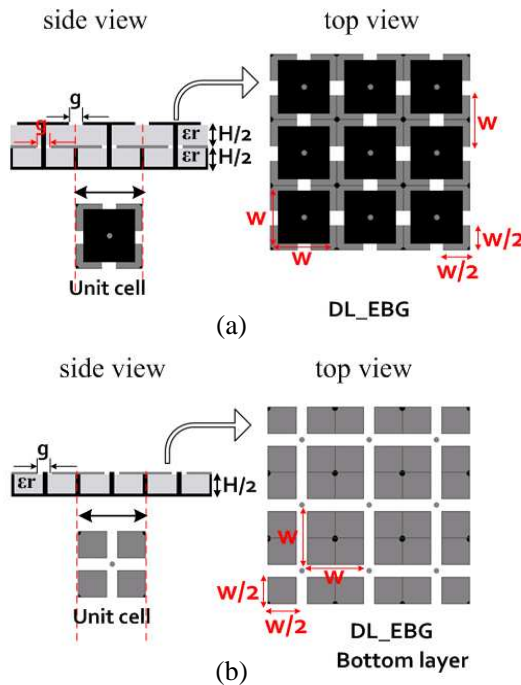 side view
top view
g
g
εr
H/2
εr
H/2
w
w
w
w/2
w/2
Unit cell
DL_EBG
(a)
side view
top view
g
εr
H/2
w
w
w/2
w/2
Unit cell
DL_EBG
Bottom layer
(b)